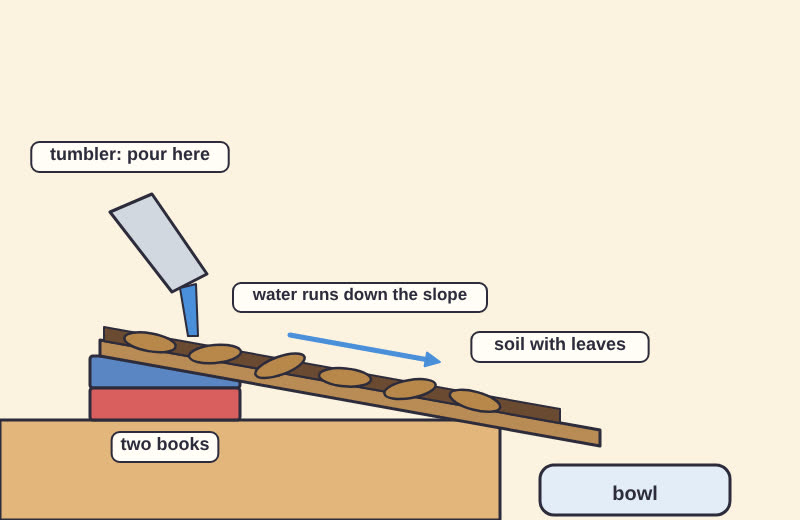 tumbler: pour here
water runs down the slope
soil with leaves
two books
bowl